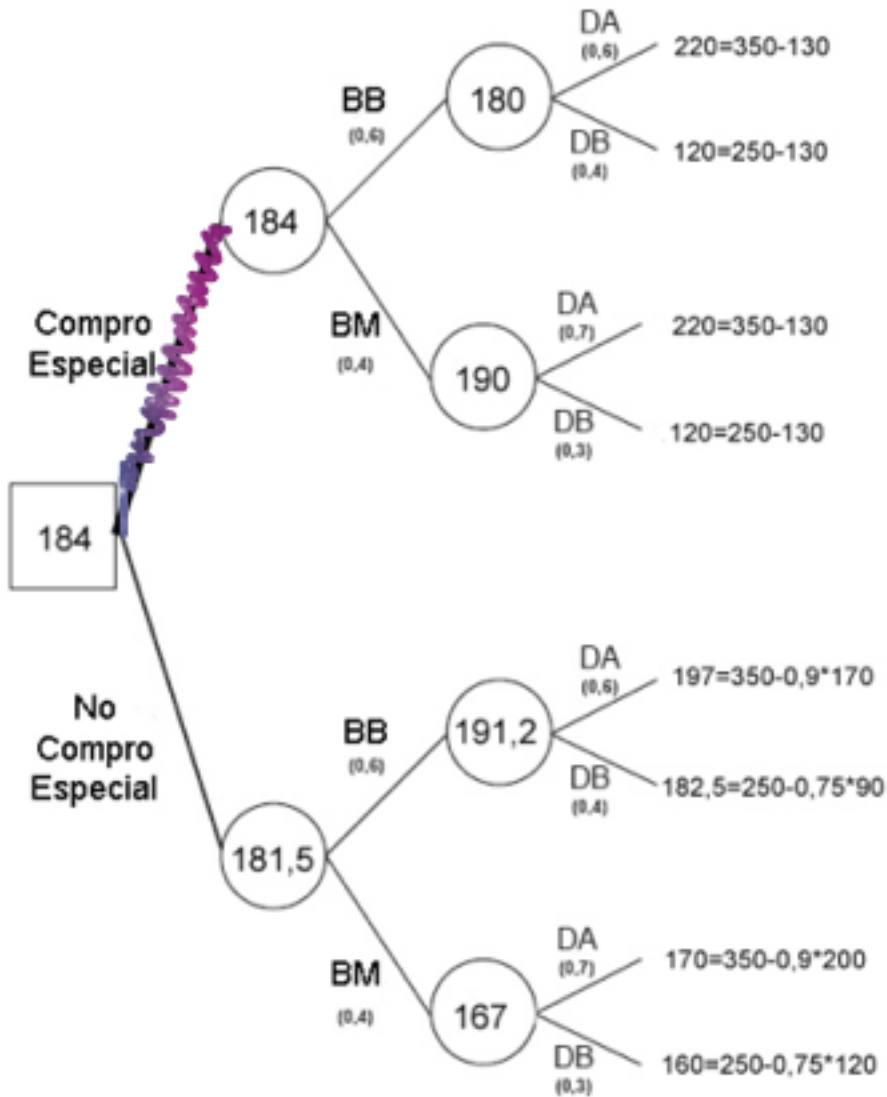 DA
(0,6)
220=350-130
BB
(0,6)
180
DB
(0,4)
120=250-130
184
Compro
Especial
BM
(0,4)
190
DA
(0,7)
220=350-130
DB
(0,3)
120=250-130
184
No
Compro
Especial
BB
(0,6)
191,2
DA
(0,6)
197=350-0,9*170
DB
(0,4)
182,5=250-0,75*90
181,5
BM
(0,4)
167
DA
(0,7)
170=350-0,9*200
DB
(0,3)
160=250-0,75*120